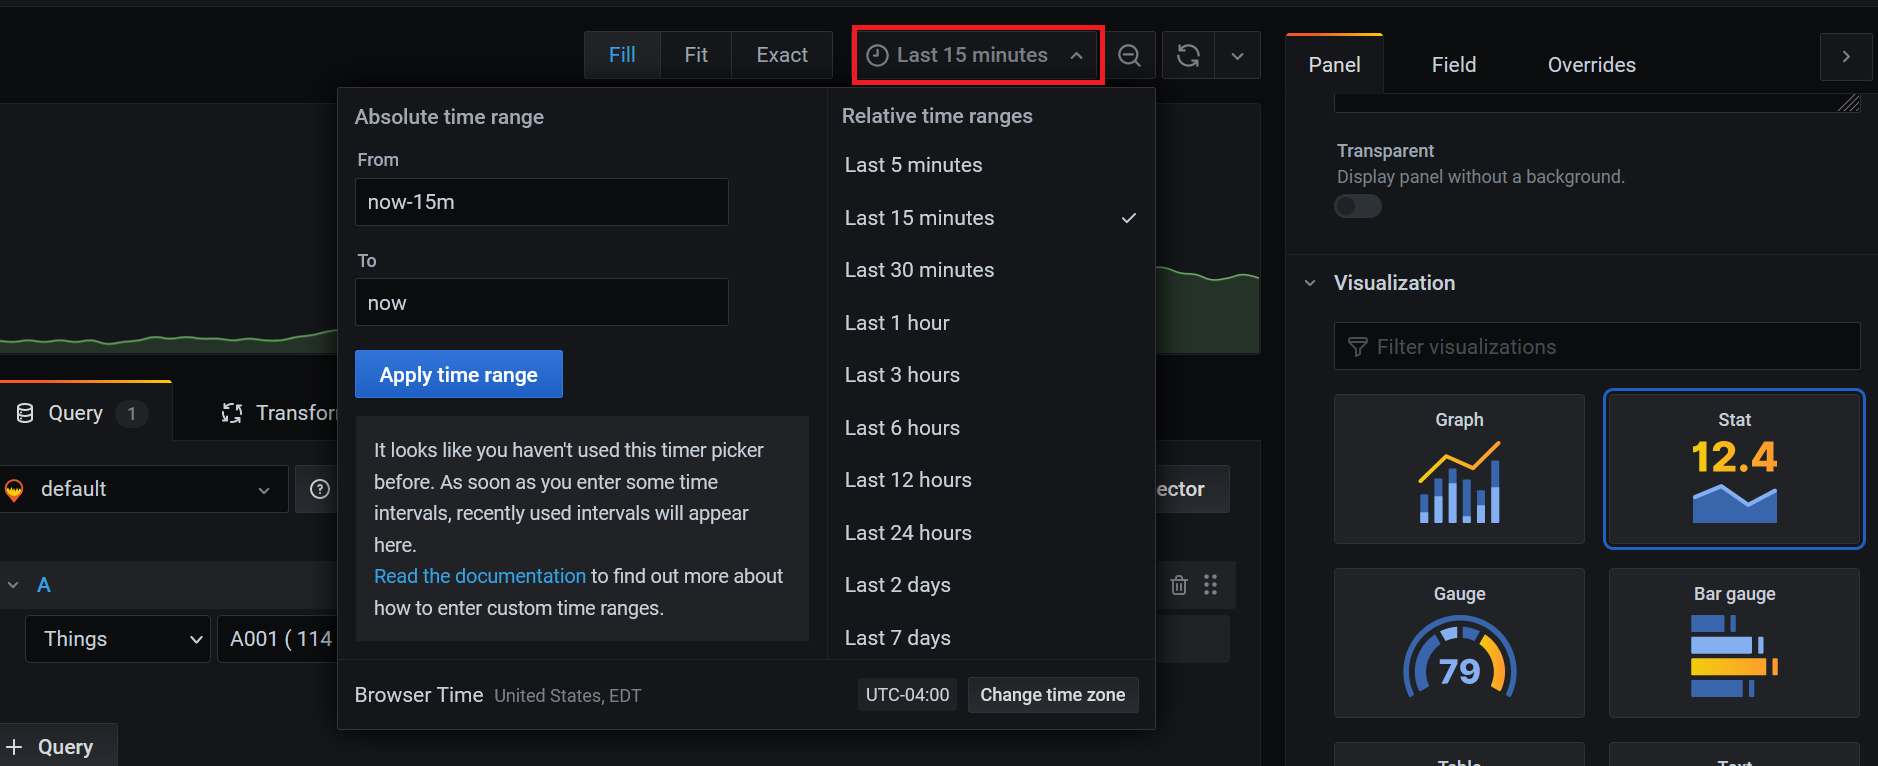 Fill Fit Exact Last 15 minutes
Absolute time range
From
now-15m
To
now
Apply time range
It looks like you haven't used this timer picker
before. As soon as you enter some time
intervals, recently used intervals will appear
here.
Read the documentation to find out more about
how to enter custom time ranges.
Relative time ranges
Last 5 minutes
Last 15 minutes
Last 30 minutes
Last 1 hour
Last 3 hours
Last 6 hours
Last 12 hours
Last 24 hours
Last 2 days
Last 7 days
Browser Time United States, EDT UTC-04:00 Change time zone
Query 1 Transfor
default
ector
A
Things A001 ( 114
+ Query
Panel Field Overrides
Transparent
Display panel without a background.
Visualization
Filter visualizations
Graph Stat
12.4
Gauge Bar gauge
79